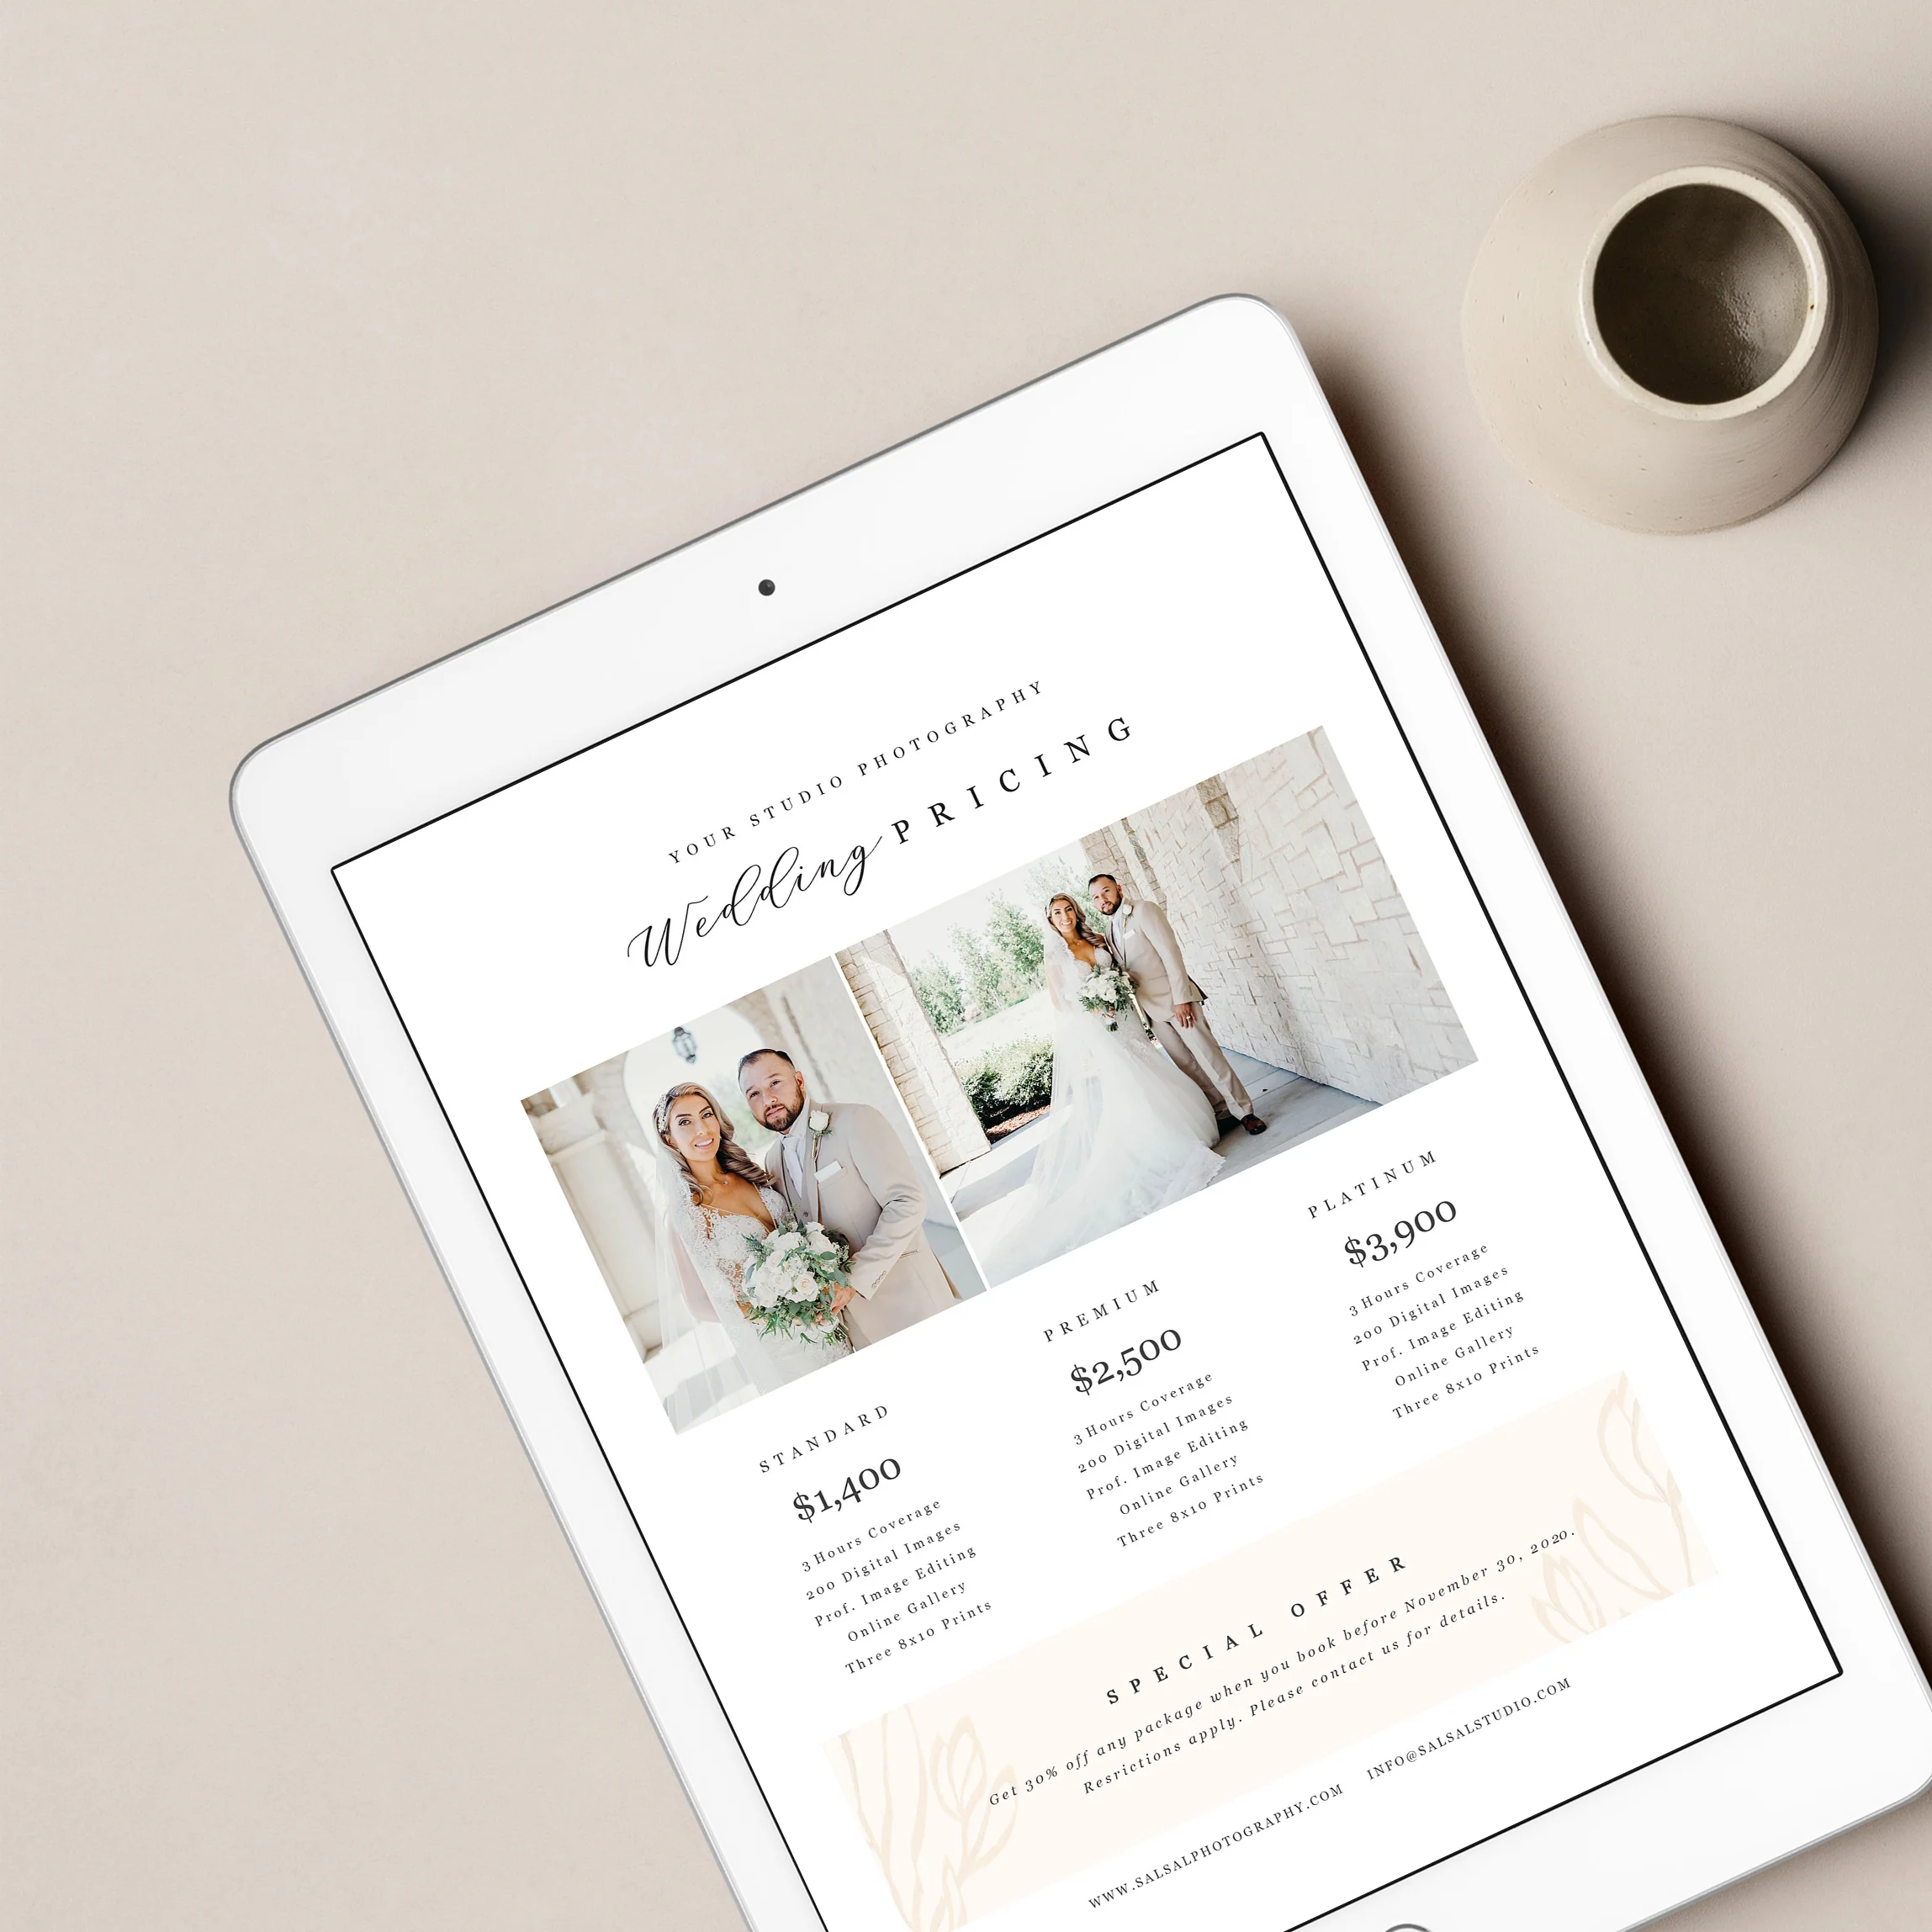 YOUR STUDIO PHOTOGRAPHY
Wedding PRICING
STANDARD
$1,400
3 Hours Coverage
200 Digital Images
Prof. Image Editing
Online Gallery
Three 8x10 Prints
PREMIUM
$2,500
3 Hours Coverage
200 Digital Images
Prof. Image Editing
Online Gallery
Three 8x10 Prints
PLATINUM
$3,900
3 Hours Coverage
200 Digital Images
Prof. Image Editing
Online Gallery
Three 8x10 Prints
SPECIAL OFFER
Get 30% off any package when you book before November 30, 2020.
Resrictions apply. Please contact us for details.
WWW.SALSALPHOTOGRAPHY.COM INFO@SALSALSTUDIO.COM